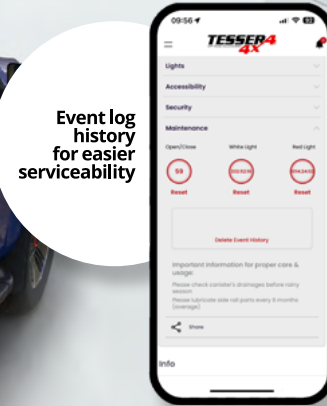 Event log
history
for easier
serviceability
09:56
TESSER4
4X
Lights
Accessibility
Security
Maintenance
Open/Close White Light Red Light
59
Reset Reset Reset
Delete Event History
Important information for proper care &
usage:
Please check canister's drainages before rainy
season
Please lubricate side rail parts every 6 months
(average)
Share
Info